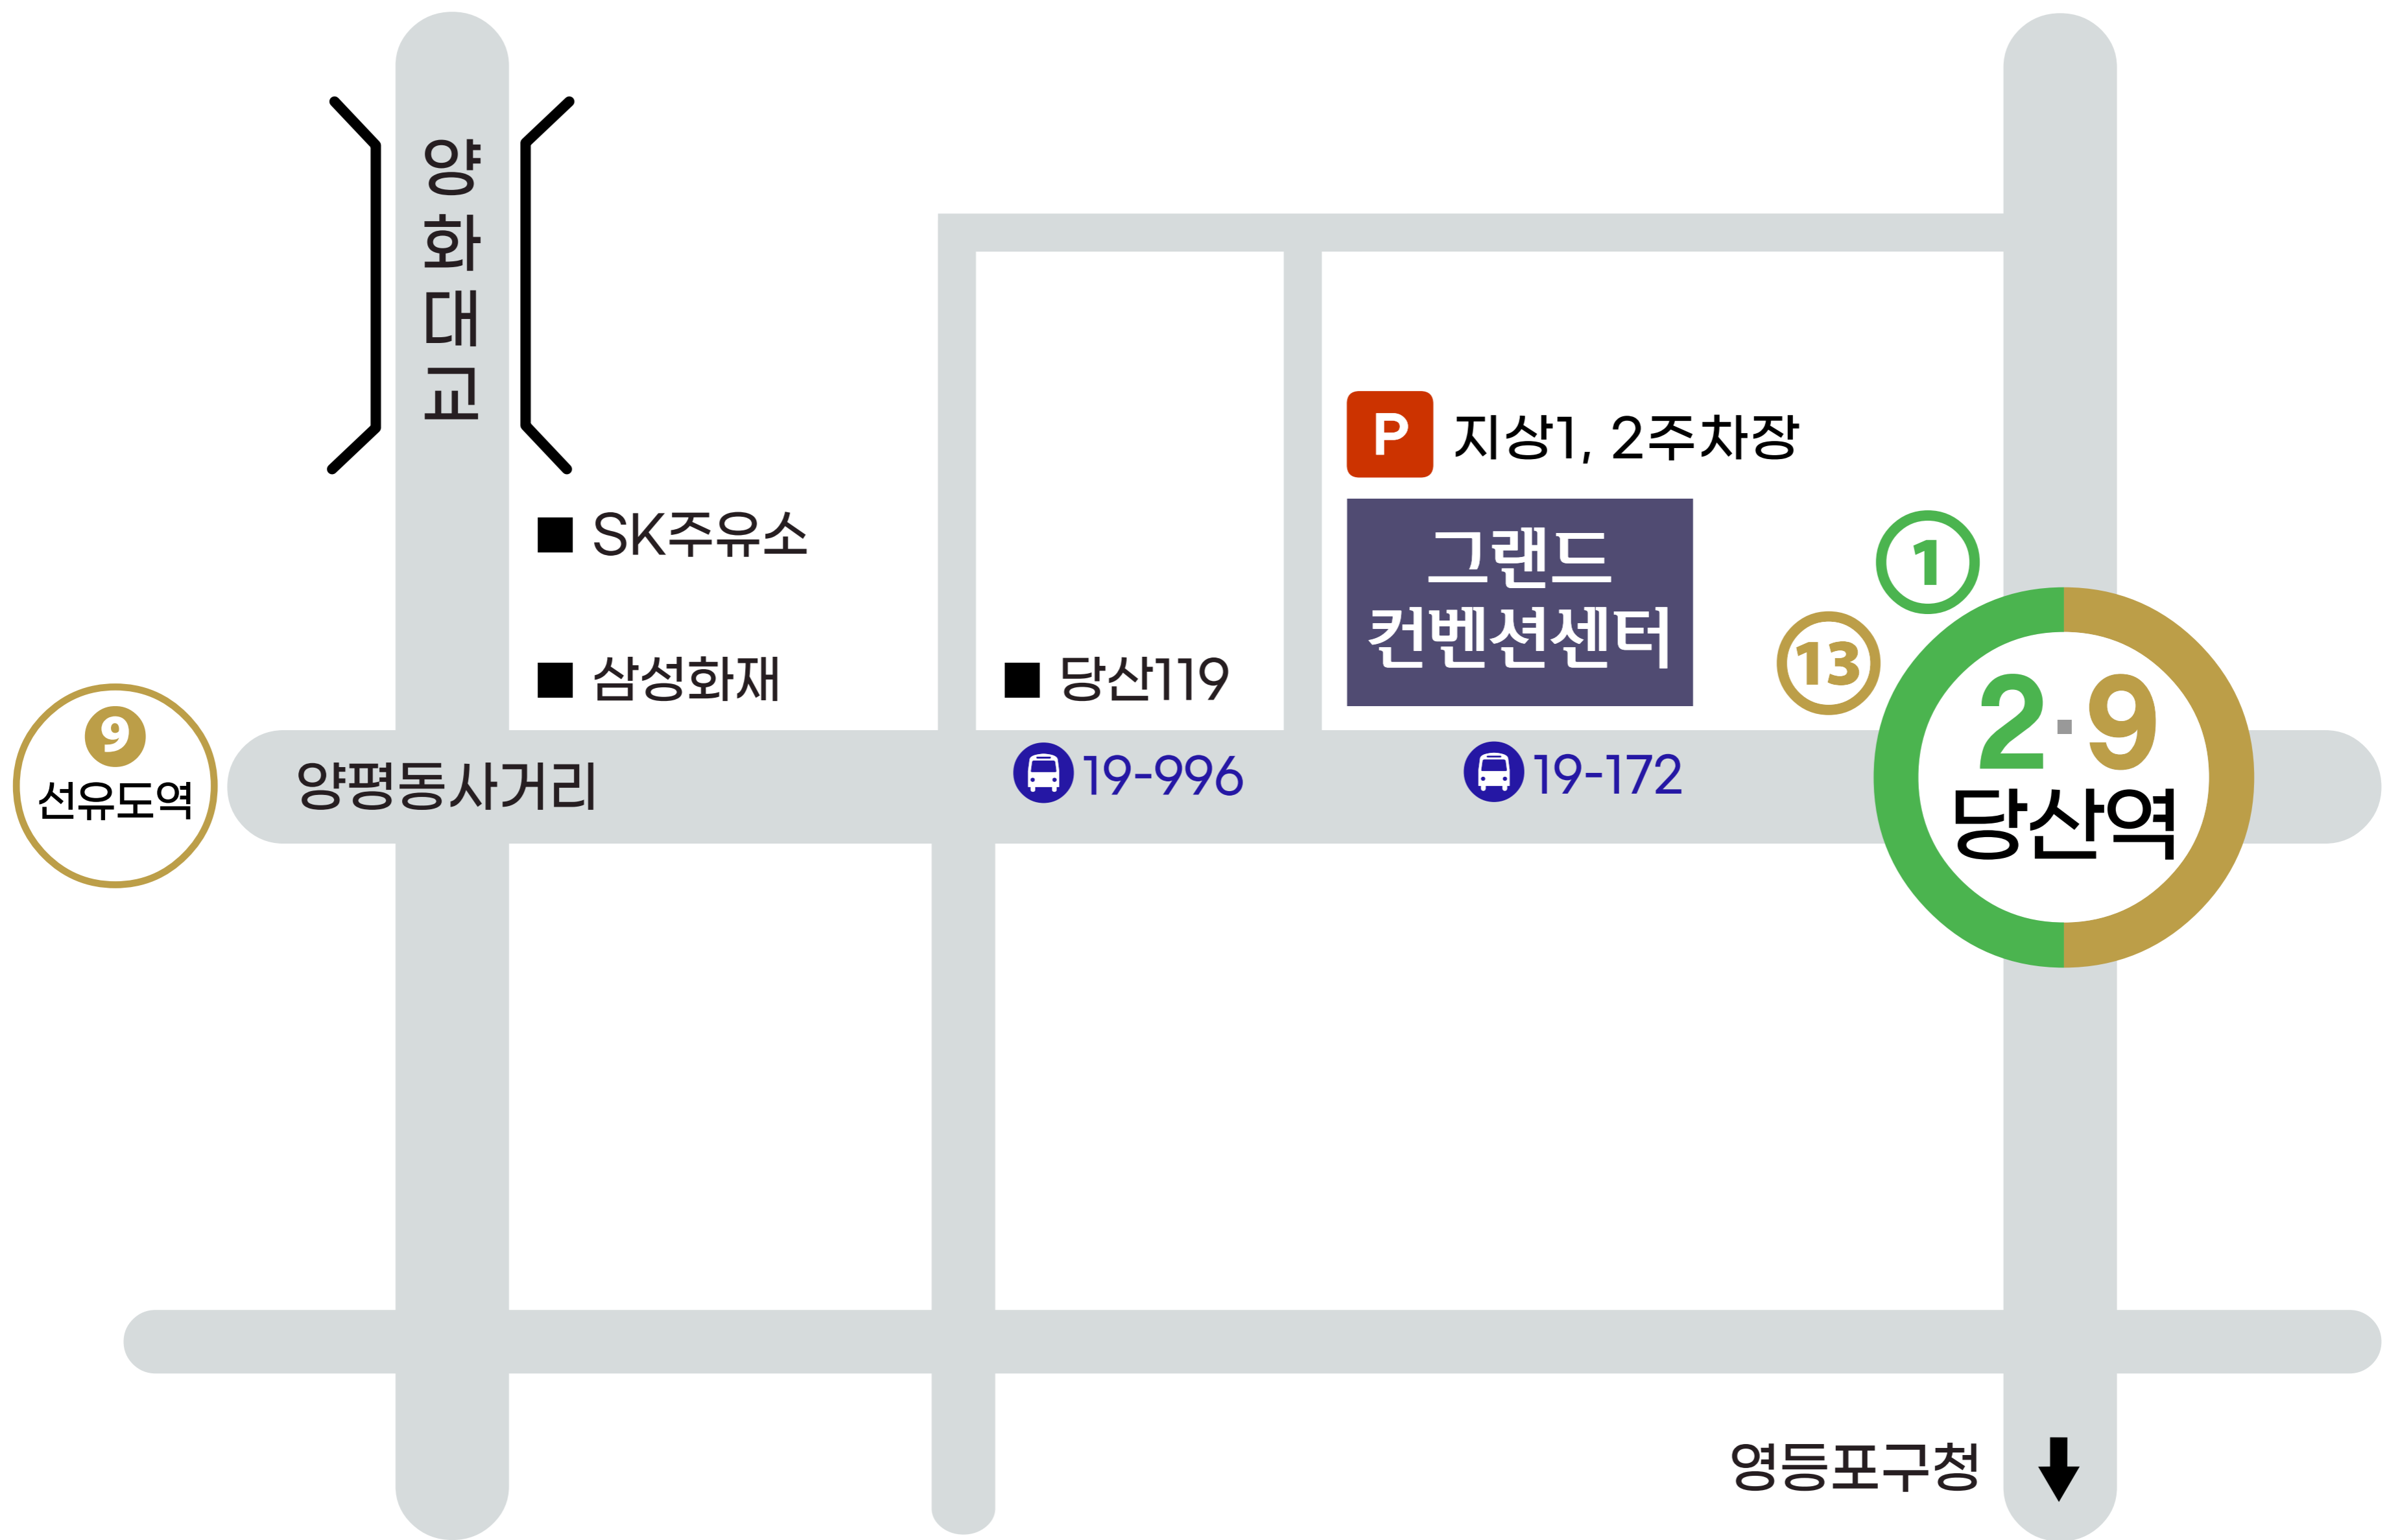 양화대교
P 지상1, 2주차장
SK주유소
그랜드
컨벤션센터
1
13
삼성화재
당산119
2·9
당산역
9
선유도역
양평동사거리
19-996
19-172
영등포구청